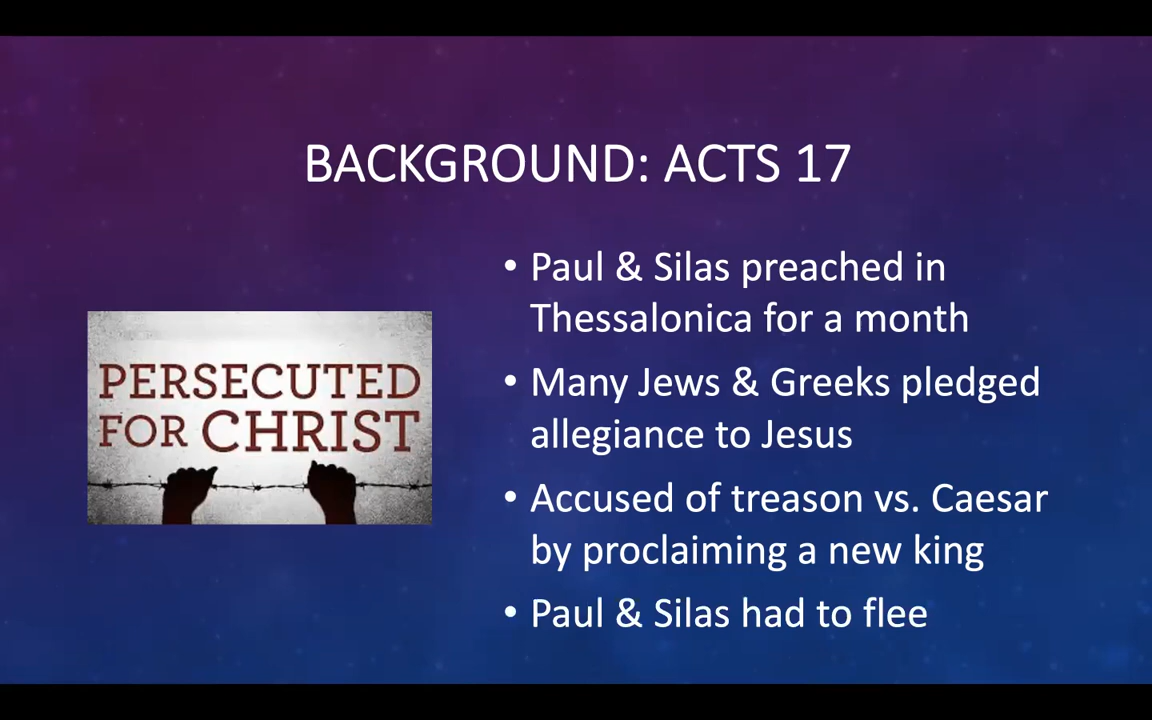 BACKGROUND: ACTS 17
PERSECUTED
FOR CHRIST
• Paul & Silas preached in
Thessalonica for a month
• Many Jews & Greeks pledged
allegiance to Jesus
• Accused of treason vs. Caesar
by proclaiming a new king
• Paul & Silas had to flee